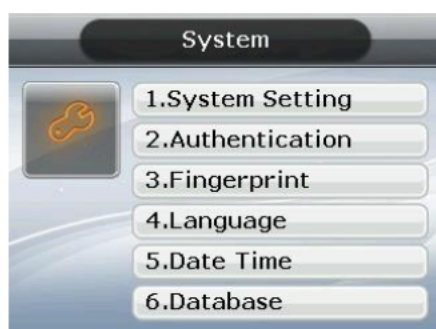 System
1.System Setting
2.Authentication
3.Fingerprint
4.Language
5.Date Time
6.Database